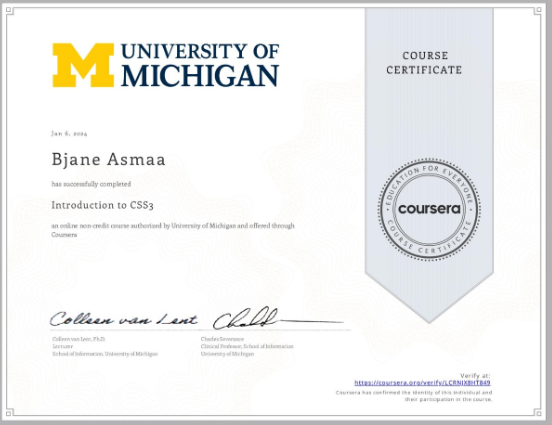 M UNIVERSITY OF
MICHIGAN
COURSE
CERTIFICATE
Jan 6, 2024
Bjane Asmaa
has successfully completed
Introduction to CSS3
an online non-credit course authorized by University of Michigan and offered through
Coursera
EDUCATION FOR EVERYONE
coursera
COURSE CERTIFICATE
Colleen van Lent
Colleen van Lent, Ph.D.
Lecturer
School of Information, University of Michigan
Charles Severance
Clinical Professor, School of Information
University of Michigan
Verify at:
https://coursera.org/verify/LCRNIXBHT849
Coursera has confirmed the identity of this individual and
their participation in the course.